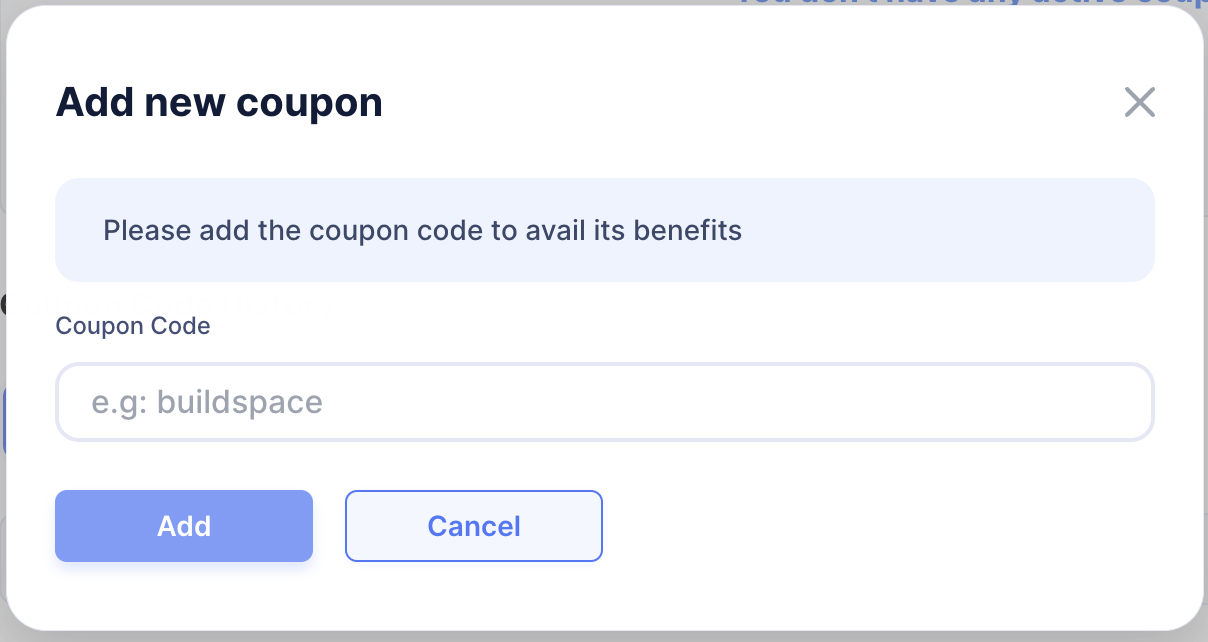 You don't have any active coup
Add new coupon
Please add the coupon code to avail its benefits
Coupon Code
e.g: buildspace
Add
Cancel